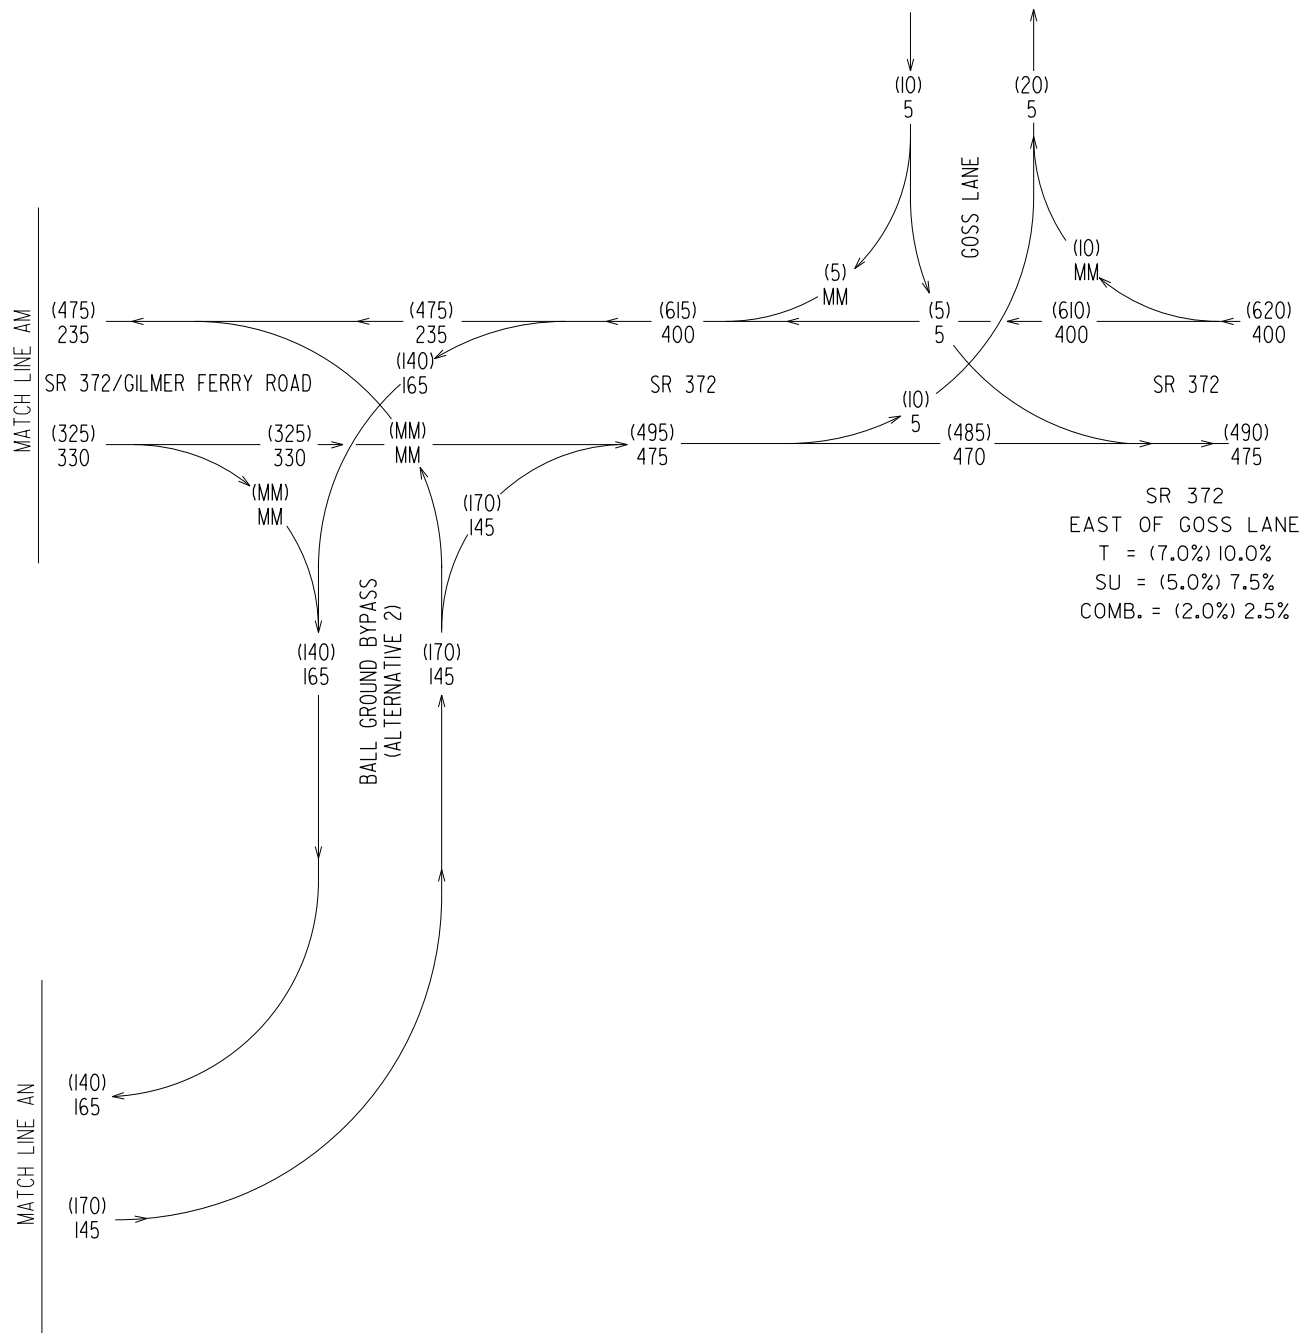 (10)
5
(20)
5
GOSS LANE
(5)
MM
(10)
MM
(475)
235
(475)
235
(615)
400
(5)
5
(610)
400
(620)
400
MATCH LINE AM
SR 372/GILMER FERRY ROAD
(140)
165
SR 372
(10)
5
SR 372
(325)
330
(325)
330
(MM)
MM
(495)
475
(485)
470
(490)
475
(MM)
MM
(170)
145
SR 372
EAST OF GOSS LANE
T = (7.0%) 10.0%
SU = (5.0%) 7.5%
COMB. = (2.0%) 2.5%
(140)
165
BALL GROUND BYPASS
(ALTERNATIVE 2)
(170)
145
MATCH LINE AN
(140)
165
(170)
145